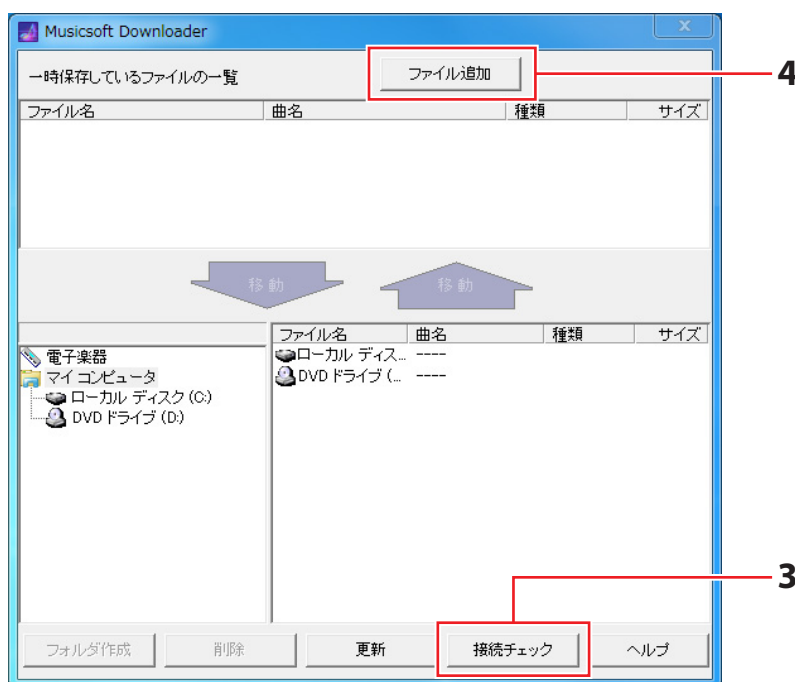 Musicsoft Downloader
一時保存しているファイルの一覧
ファイル追加
4
ファイル名 曲名 種類 サイズ
移動 移動
ファイル名 曲名 種類 サイズ
電子楽器
マイ コンピュータ
ローカル ディスク (C:)
DVD ドライブ (D:)
ローカル ディス... ----
DVD ドライブ (... ----
3
フォルダ作成 削除 更新 接続チェック ヘルプ